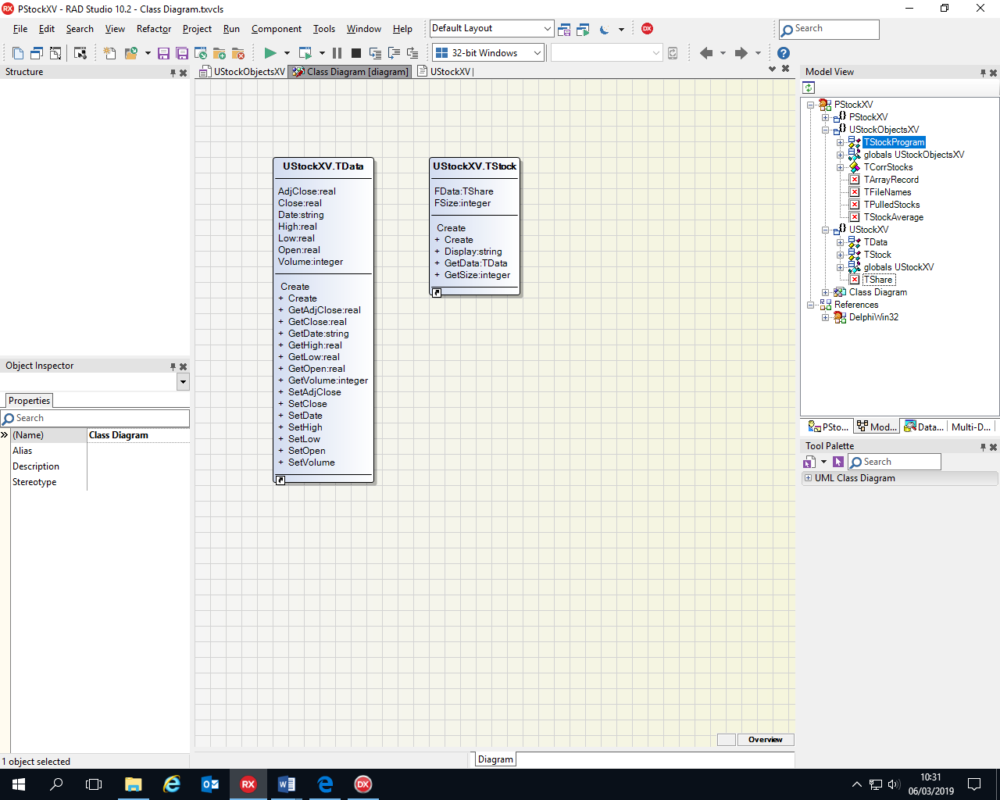 PStockXV - RAD Studio 10.2 - Class Diagram.txvcls
File Edit Search View Refactor Project Run Component Tools Window Help
Default Layout
DX
Search
32-bit Windows
Structure
UStockObjectsXV
Class Diagram [diagram]
UStockXV
Model View
UStockXV.TData
AdjClose:real
Close:real
Date:string
High:real
Low:real
Open:real
Volume:integer
Create
+ Create
+ GetAdjClose:real
+ GetClose:real
+ GetDate:string
+ GetHigh:real
+ GetLow:real
+ GetOpen:real
+ GetVolume:integer
+ SetAdjClose
+ SetClose
+ SetDate
+ SetHigh
+ SetLow
+ SetOpen
+ SetVolume
UStockXV.TStock
FData:TShare
FSize:integer
Create
+ Create
+ Display:string
+ GetData:TData
+ GetSize:integer
PStockXV
PStockXV
UStockObjectsXV
TStockProgram
globals UStockObjectsXV
TCorrStocks
TArrayRecord
TFileNames
TPulledStocks
TStockAverage
UStockXV
TData
TStock
globals UStockXV
TShare
Class Diagram
References
DelphiWin32
PSto...
Mod...
Data...
Multi-D...
Tool Palette
Search
UML Class Diagram
Object Inspector
Properties
Search
(Name) Class Diagram
Alias
Description
Stereotype
Overview
Diagram
1 object selected
RX
DX
10:31
06/03/2019